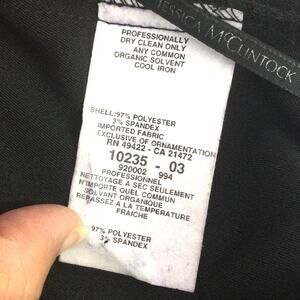 JESSICA McCLINTOCK
PROFESSIONALLY
DRY CLEAN ONLY
ANY COMMON
ORGANIC SOLVENT
COOL IRON
SHELL:97% POLYESTER
3% SPANDEX
IMPORTED FABRIC
EXCLUSIVE OF ORNAMENTATION
RN 49422 - CA 21472
10235 - 03
920002 994
PROFESSIONNEL
NETTOYAGE A SEC SEULEMENT
N'IMPORTE QUEL COMMUN
SOLVANT ORGANIQUE
REPASSEZ A LA TEMPERATURE
FRAICHE
97% POLYESTER
3% SPANDEX